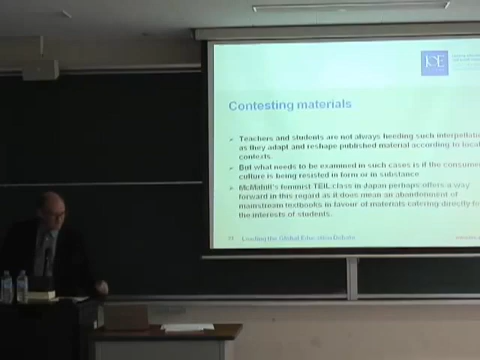 IOE
Contesting materials
Teachers and students are not always heeding such interpellation
as they adapt and reshape published material according to local
contexts.
But what needs to be examined in such cases is if the consumer
culture is being resisted in form or in substance
feminist TEIL class in Japan perhaps offers a way
forward in this regard as it does mean an abandonment of
mainstream textbooks in favour of materials catering directly to
the interests of students.
Leading the Global Education Debate